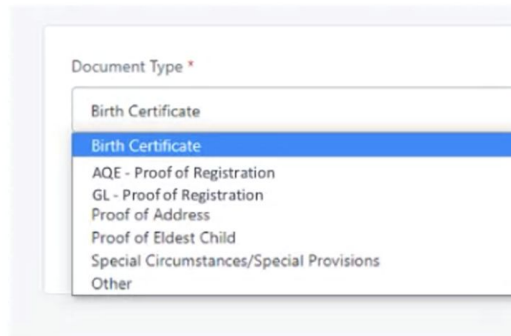 Document Type *
Birth Certificate
Birth Certificate
AQE - Proof of Registration
GL - Proof of Registration
Proof of Address
Proof of Eldest Child
Special Circumstances/Special Provisions
Other